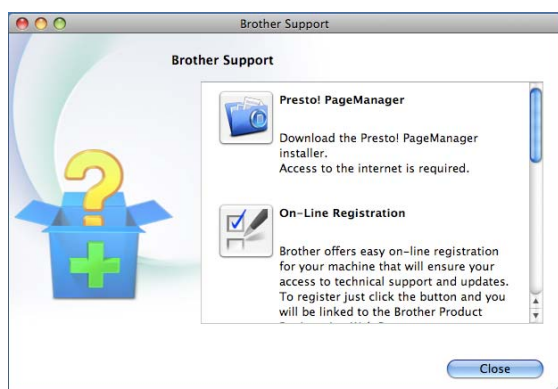 Brother Support
Brother Support
Presto! PageManager
Download the Presto! PageManager
installer.
Access to the internet is required.
On-Line Registration
Brother offers easy on-line registration
for your machine that will ensure your
access to technical support and updates.
To register just click the button and you
will be linked to the Brother Product
Close